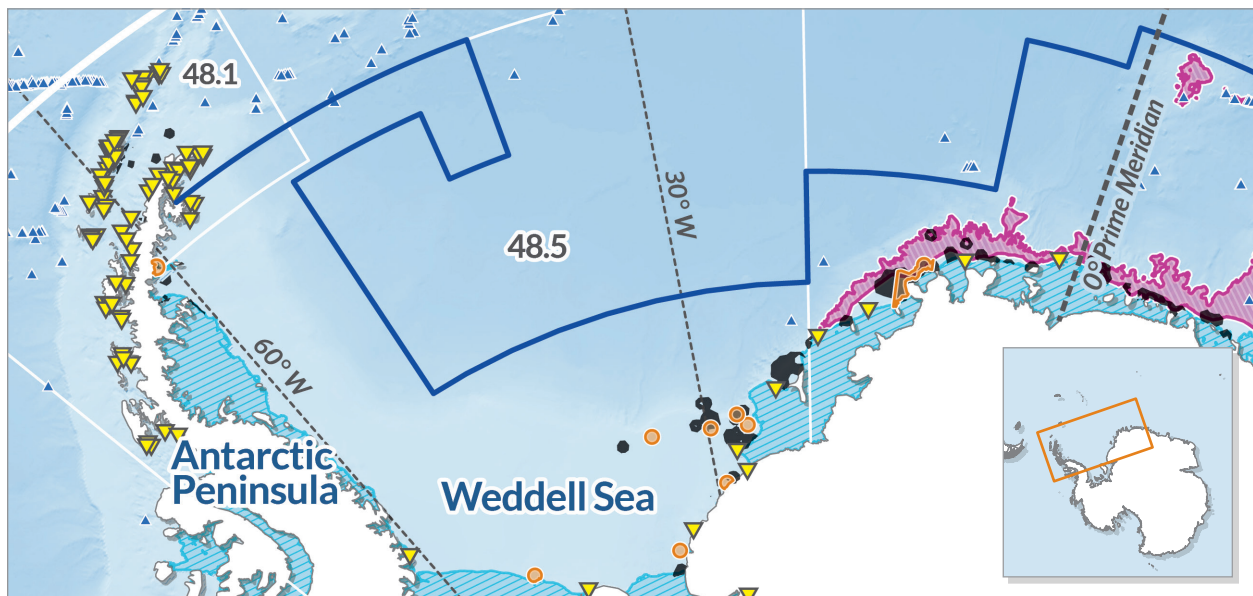 48.1
30° W
48.5
0° Prime Meridian
60° W
Antarctic
Peninsula
Weddell Sea